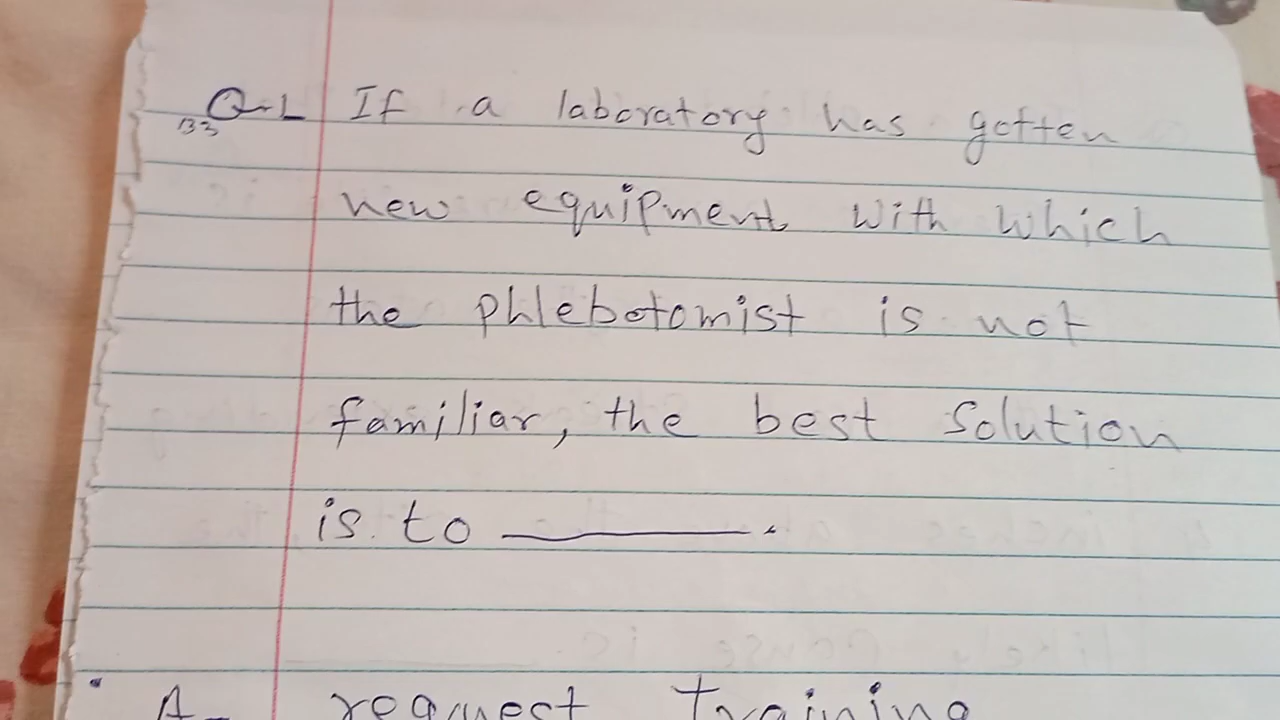 Q-1 If a laboratory has gotten
133
new equipment with which
the phlebotomist is not
familiar, the best solution
is to ________.
A- request training